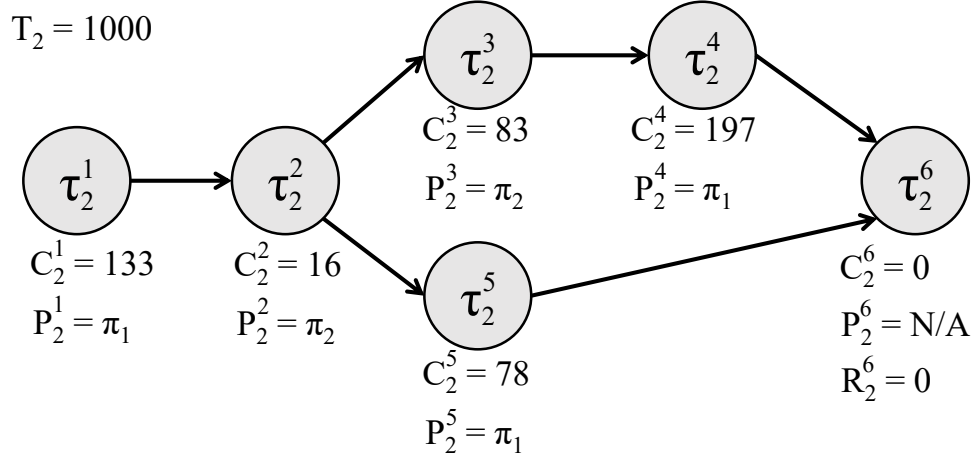 T₂ = 1000
τ₂¹
C₂¹ = 133
P₂¹ = π₁
τ₂²
C₂² = 16
P₂² = π₂
τ₂³
C₂³ = 83
P₂³ = π₂
τ₂⁴
C₂⁴ = 197
P₂⁴ = π₁
τ₂⁵
C₂⁵ = 78
P₂⁵ = π₁
τ₂⁶
C₂⁶ = 0
P₂⁶ = N/A
R₂⁶ = 0